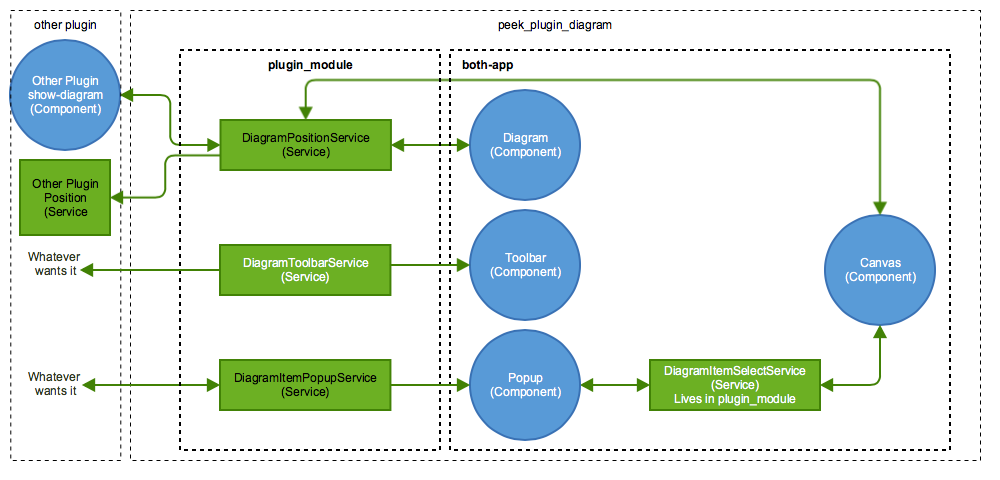 other plugin
peek_plugin_diagram
plugin_module
both-app
Other Plugin
show-diagram
(Component)
DiagramPositionService
(Service)
Diagram
(Component)
Other Plugin
Position
(Service
Whatever
wants it
DiagramToolbarService
(Service)
Toolbar
(Component)
Canvas
(Component)
Whatever
wants it
DiagramItemPopupService
(Service)
Popup
(Component)
DiagramItemSelectService
(Service)
Lives in plugin_module